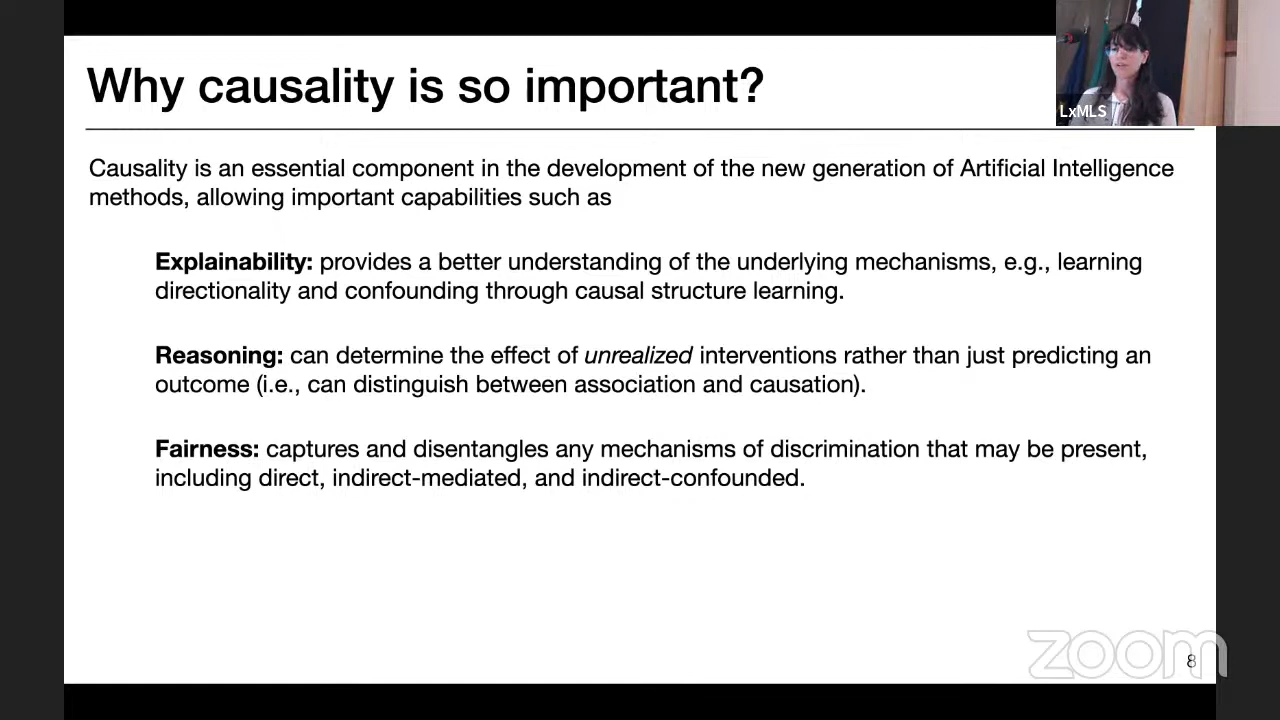 Why causality is so important?
LxMLS
Causality is an essential component in the development of the new generation of Artificial Intelligence
methods, allowing important capabilities such as
Explainability: provides a better understanding of the underlying mechanisms, e.g., learning
directionality and confounding through causal structure learning.
Reasoning: can determine the effect of unrealized interventions rather than just predicting an
outcome (i.e., can distinguish between association and causation).
Fairness: captures and disentangles any mechanisms of discrimination that may be present,
including direct, indirect-mediated, and indirect-confounded.
zoom
8